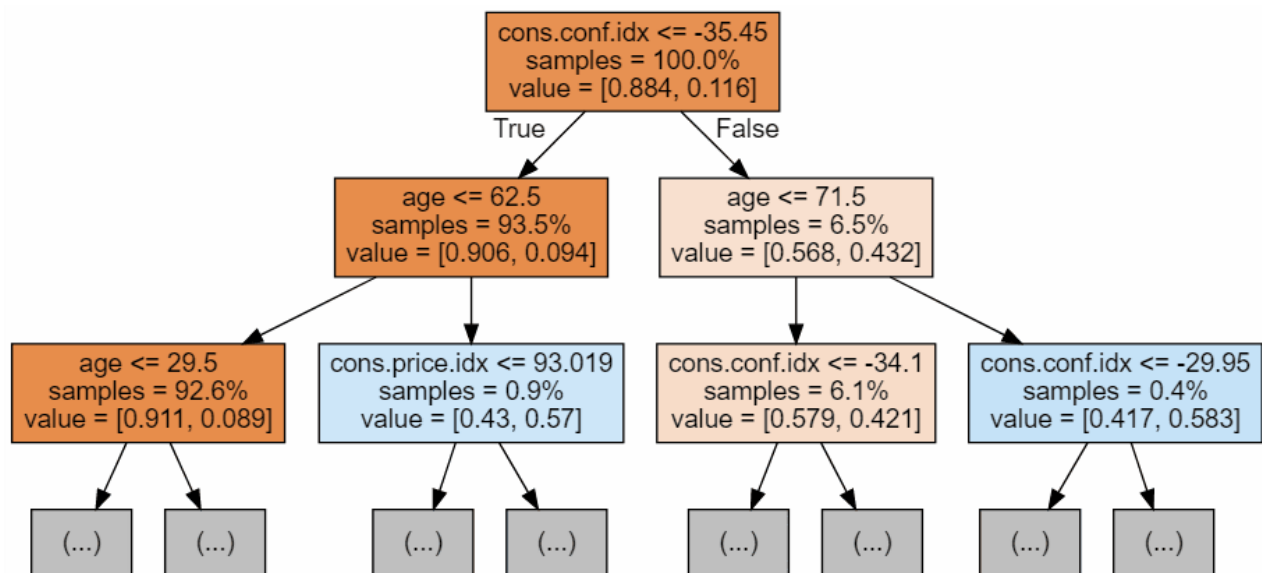 cons.conf.idx <= -35.45
samples = 100.0%
value = [0.884, 0.116]
True
False
age <= 62.5
samples = 93.5%
value = [0.906, 0.094]
age <= 71.5
samples = 6.5%
value = [0.568, 0.432]
age <= 29.5
samples = 92.6%
value = [0.911, 0.089]
cons.price.idx <= 93.019
samples = 0.9%
value = [0.43, 0.57]
cons.conf.idx <= -34.1
samples = 6.1%
value = [0.579, 0.421]
cons.conf.idx <= -29.95
samples = 0.4%
value = [0.417, 0.583]
(...)
(...)
(...)
(...)
(...)
(...)
(...)
(...)